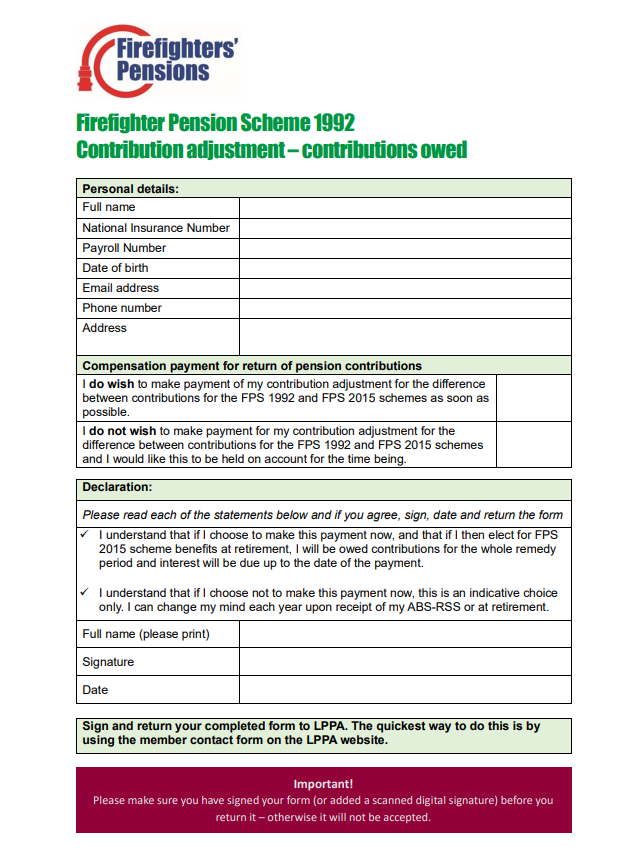 Firefighters'
Pensions
Firefighter Pension Scheme 1992
Contribution adjustment – contributions owed
Personal details:
Full name
National Insurance Number
Payroll Number
Date of birth
Email address
Phone number
Address
Compensation payment for return of pension contributions
I do wish to make payment of my contribution adjustment for the difference
between contributions for the FPS 1992 and FPS 2015 schemes as soon as
possible.
I do not wish to make payment for my contribution adjustment for the
difference between contributions for the FPS 1992 and FPS 2015 schemes
and I would like this to be held on account for the time being.
Declaration:
Please read each of the statements below and if you agree, sign, date and return the form
✓ I understand that if I choose to make this payment now, and that if I then elect for FPS
2015 scheme benefits at retirement, I will be owed contributions for the whole remedy
period and interest will be due up to the date of the payment.
✓ I understand that if I choose not to make this payment now, this is an indicative choice
only. I can change my mind each year upon receipt of my ABS-RSS or at retirement.
Full name (please print)
Signature
Date
Sign and return your completed form to LPPA. The quickest way to do this is by
using the member contact form on the LPPA website.
Important!
Please make sure you have signed your form (or added a scanned digital signature) before you
return it – otherwise it will not be accepted.